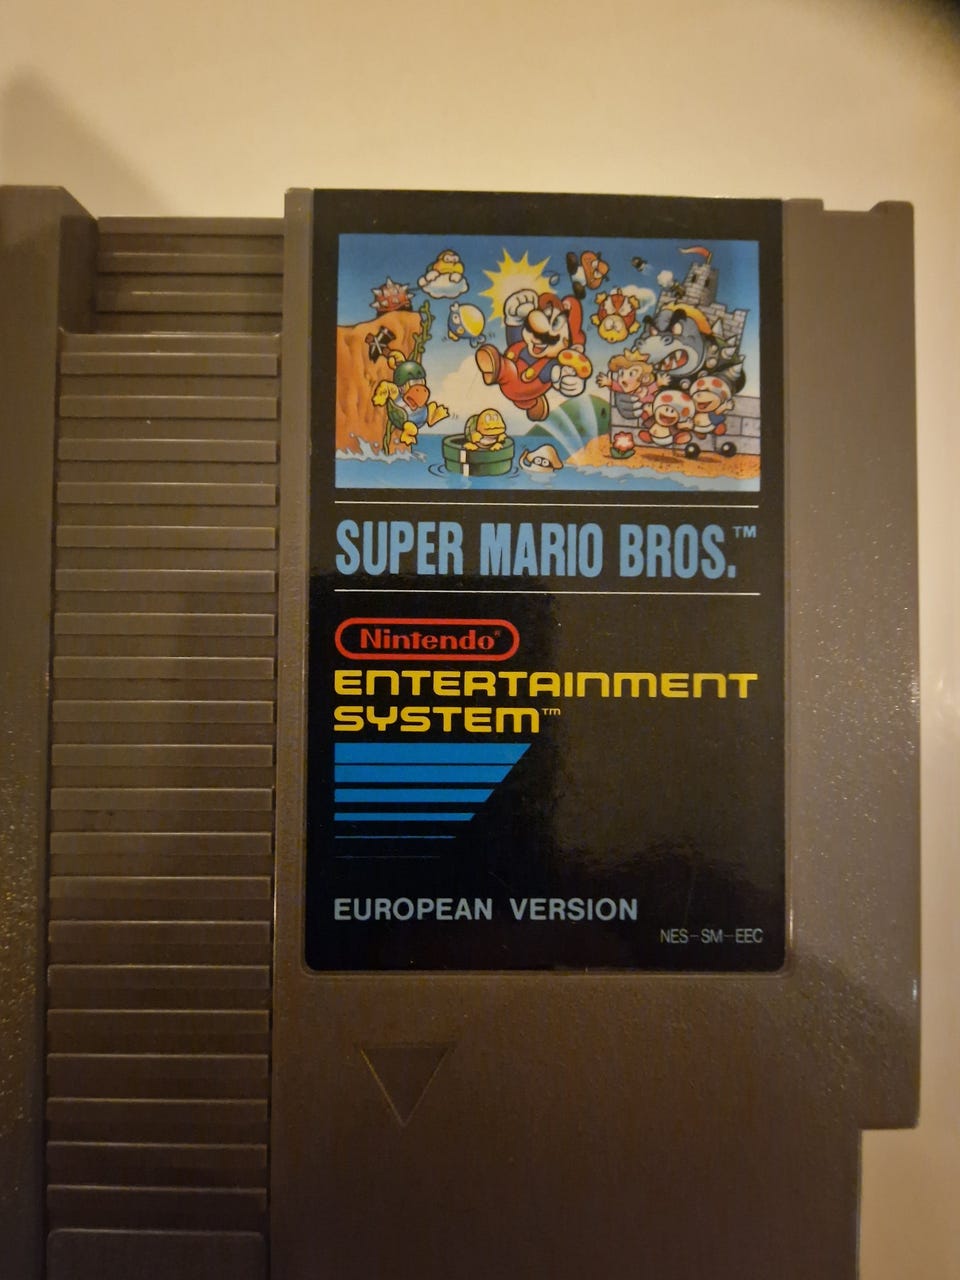 SUPER MARIO BROS.™
Nintendo®
ENTERTAINMENT
SYSTEM™
EUROPEAN VERSION
NES-SM-EEC